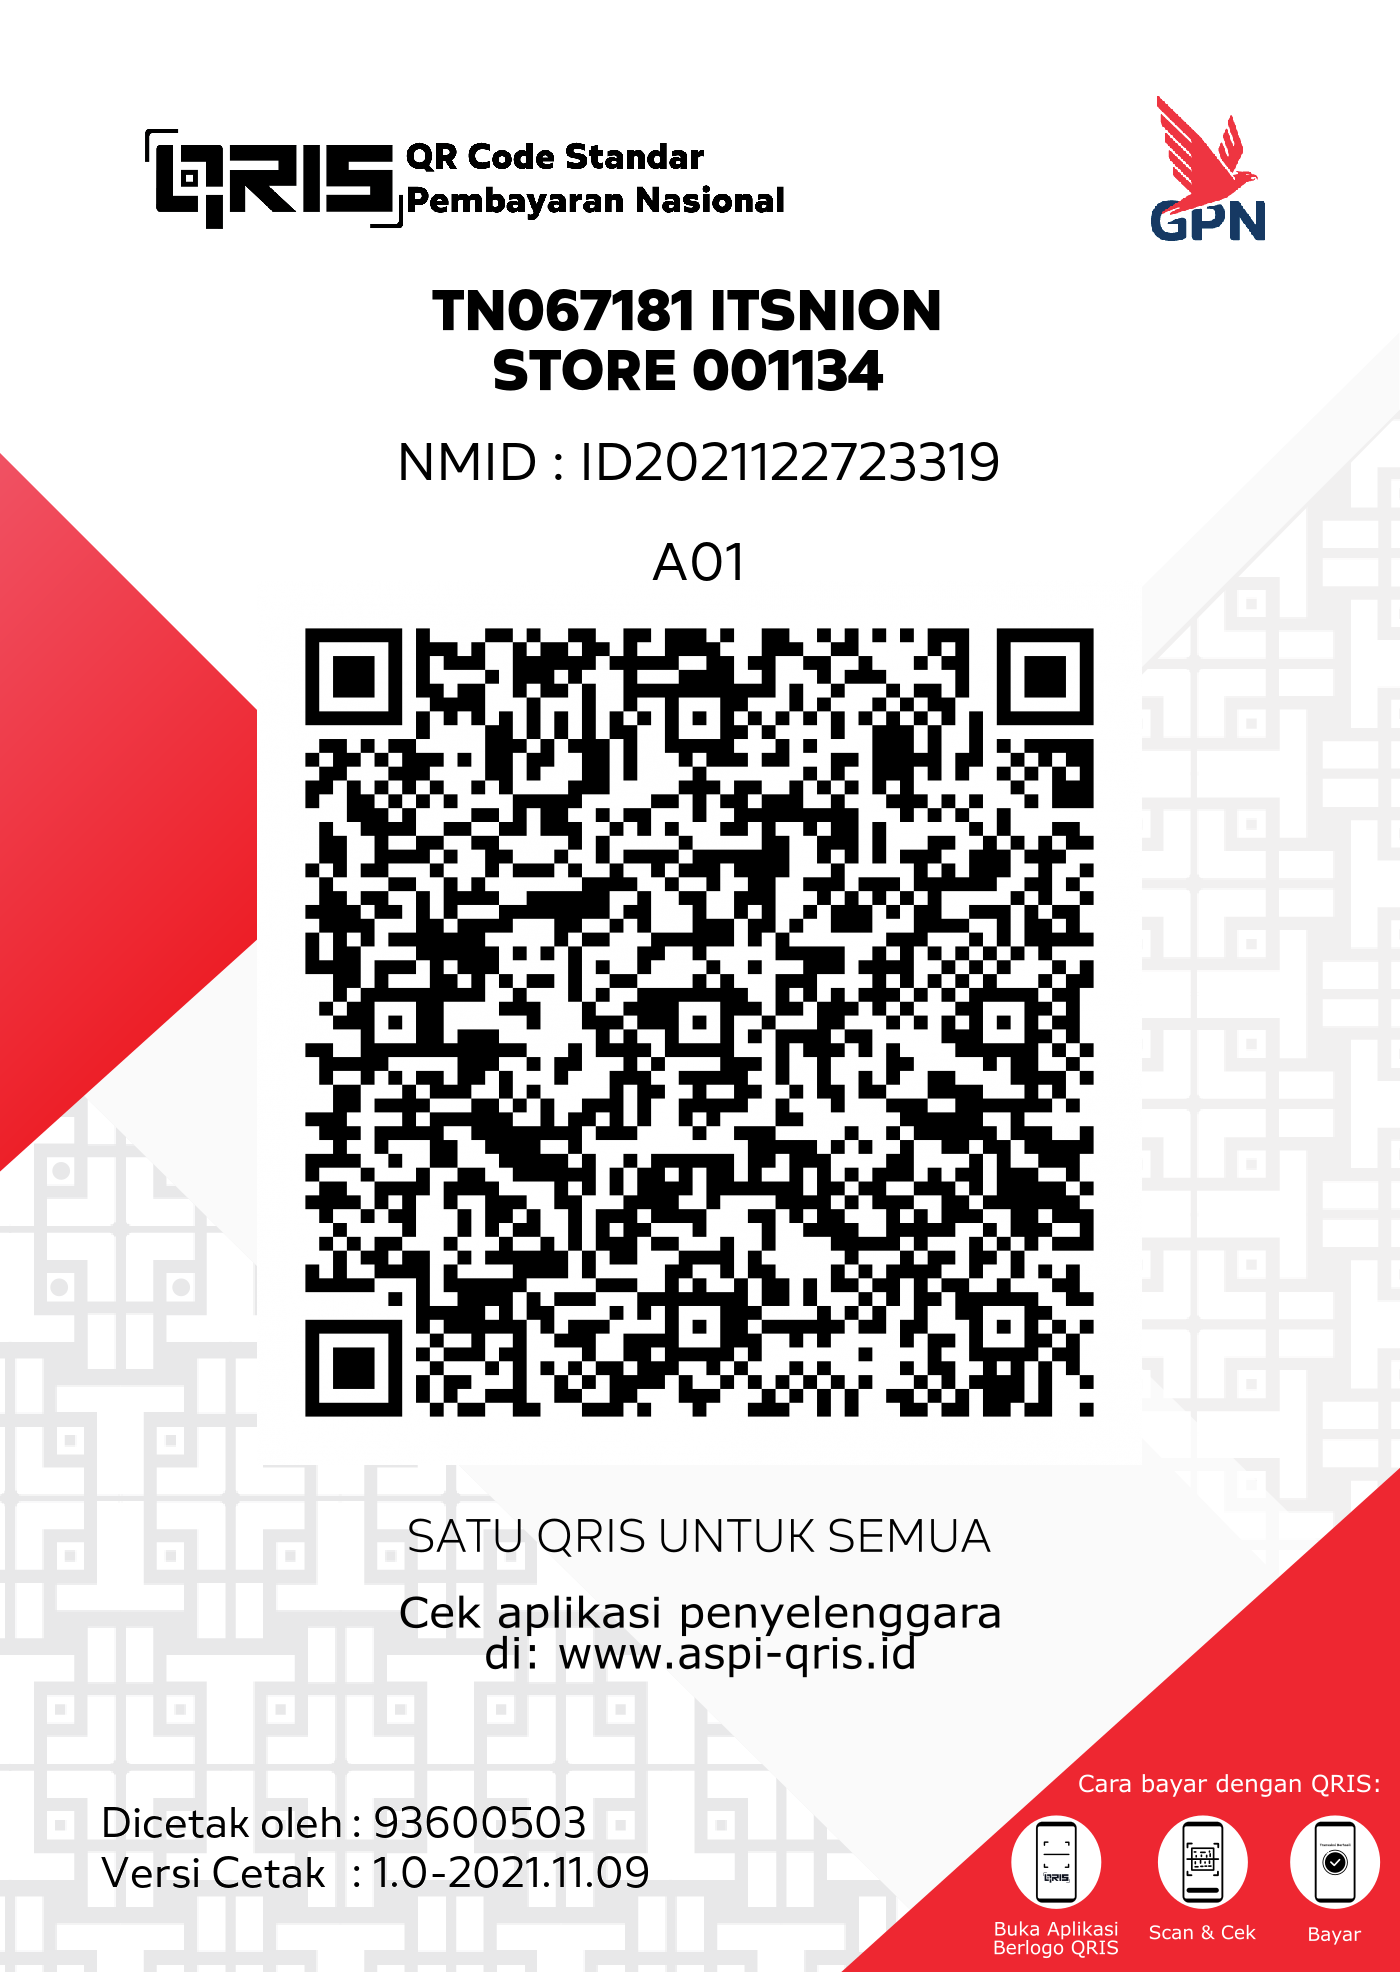 QRIS QR Code Standar
Pembayaran Nasional
GPN
TN067181 ITSNION
STORE 001134
NMID : ID2021122723319
A01
SATU QRIS UNTUK SEMUA
Cek aplikasi penyelenggara
di: www.aspi-qris.id
Dicetak oleh : 93600503
Versi Cetak : 1.0-2021.11.09
Cara bayar dengan QRIS:
QRIS
Buka Aplikasi
Berlogo QRIS
Scan & Cek
Bayar